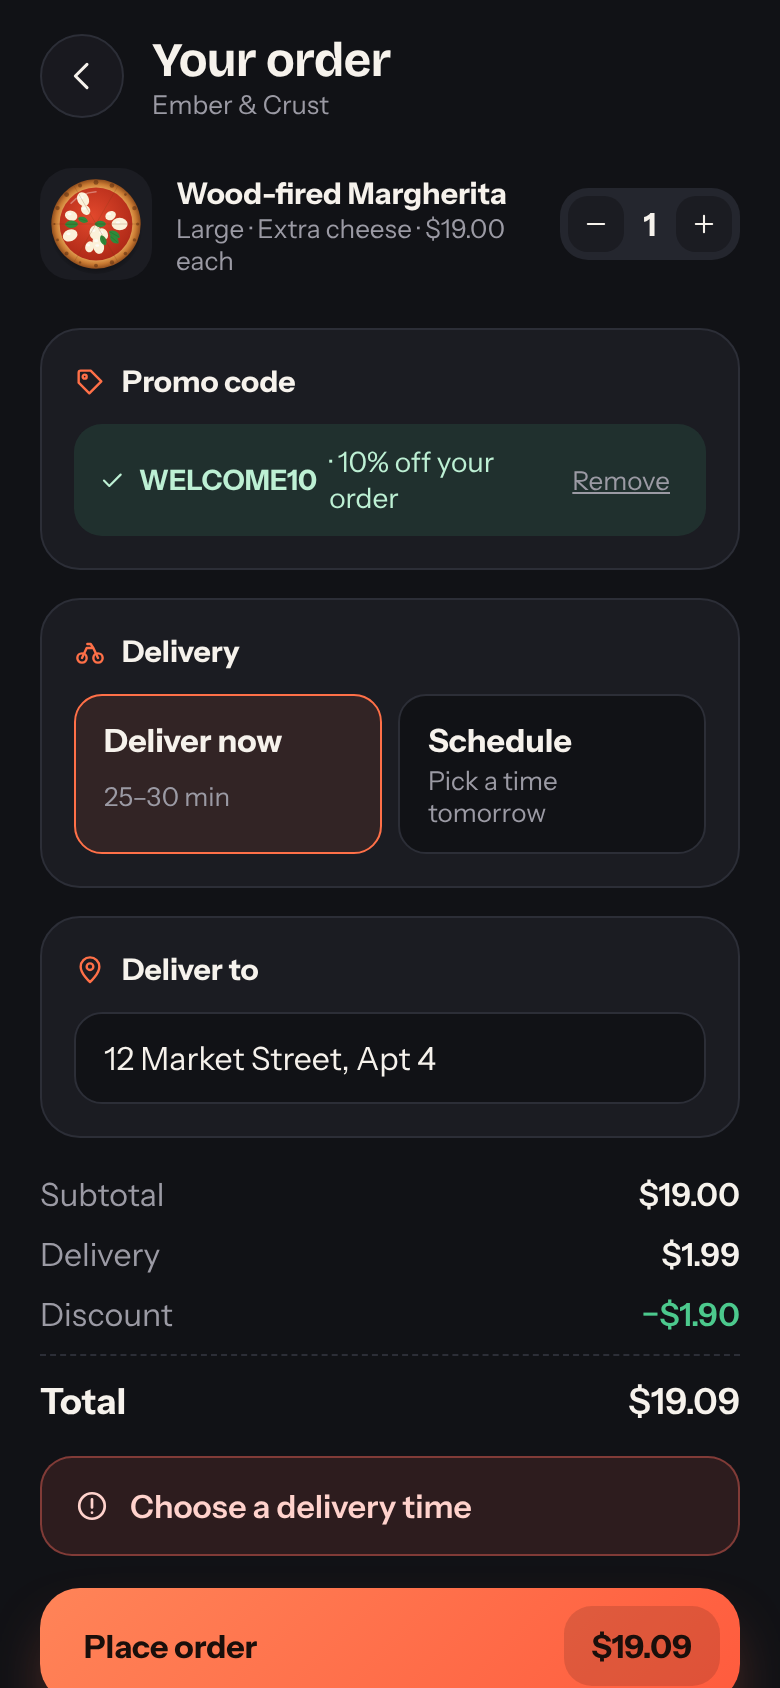 Your order
Ember & Crust
Wood-fired Margherita
Large · Extra cheese · $19.00
each
1
Promo code
WELCOME10 · 10% off your
order
Remove
Delivery
Deliver now
25–30 min
Schedule
Pick a time
tomorrow
Deliver to
12 Market Street, Apt 4
Subtotal $19.00
Delivery $1.99
Discount −$1.90
Total $19.09
Choose a delivery time
Place order $19.09